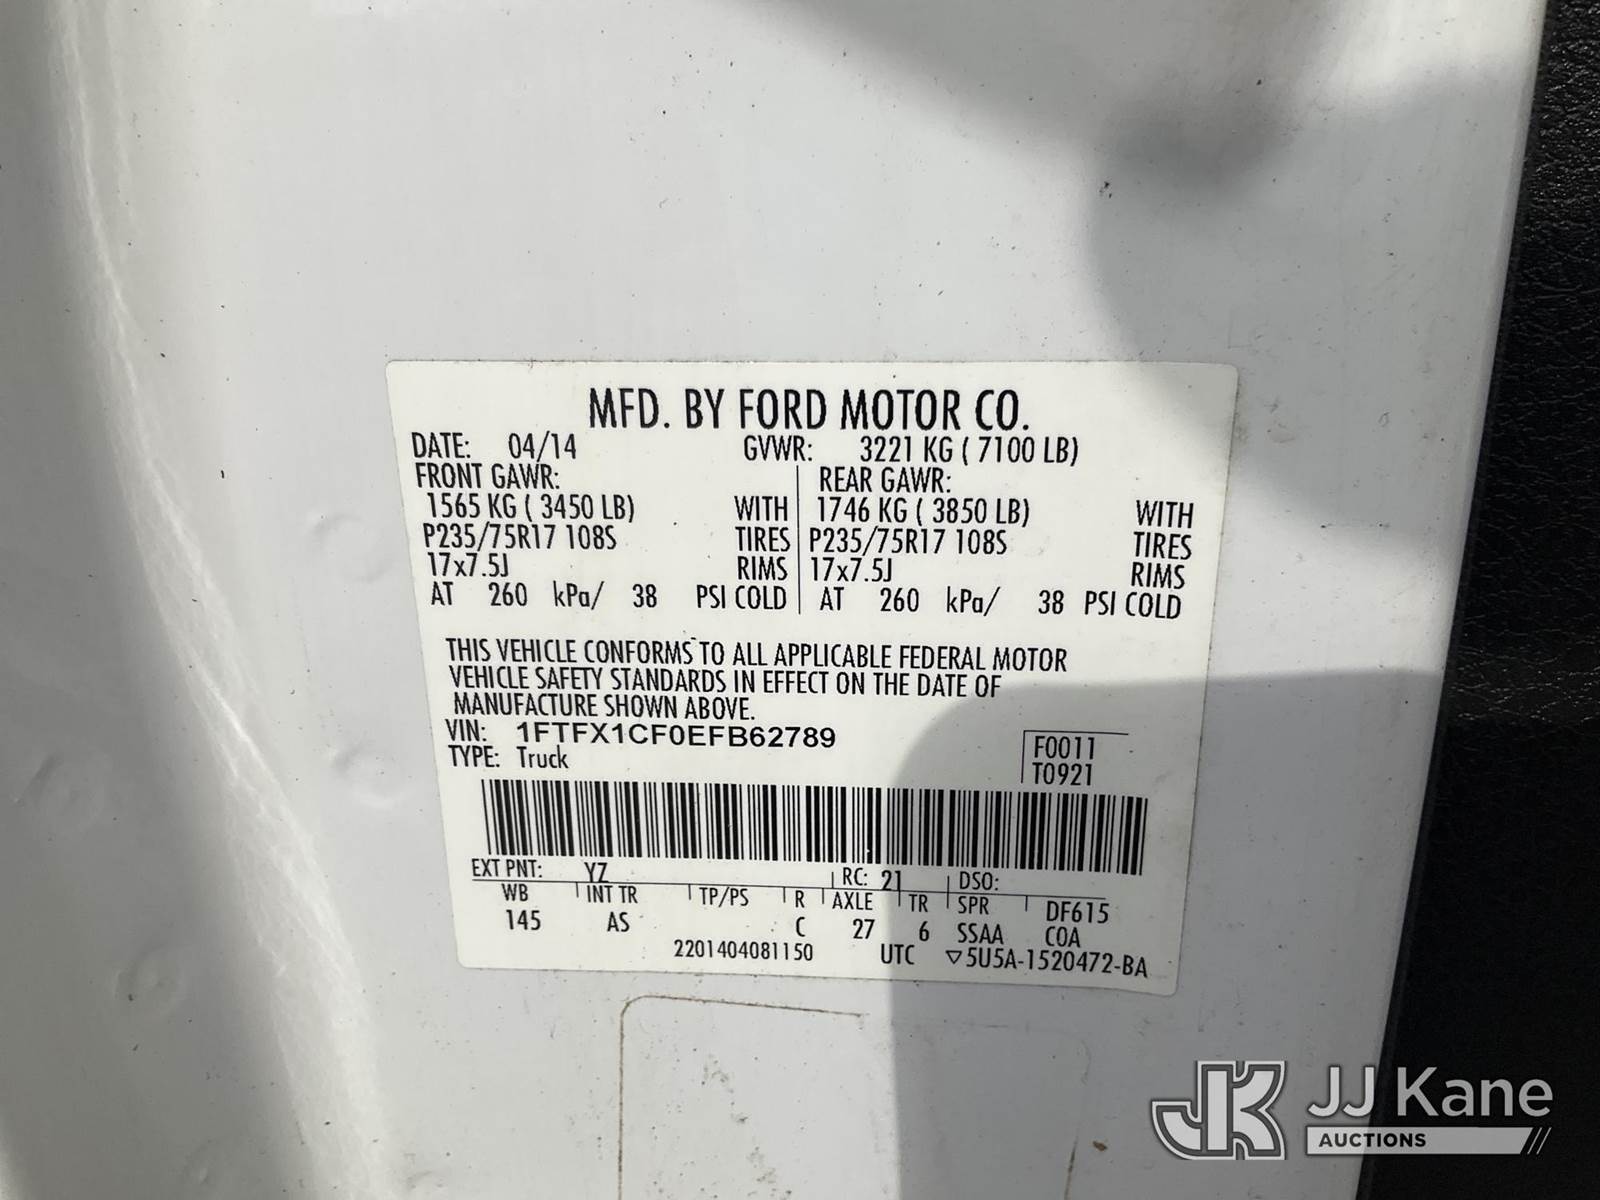 MFD. BY FORD MOTOR CO.
DATE: 04/14 GVWR: 3221 KG ( 7100 LB)
FRONT GAWR: REAR GAWR:
1565 KG ( 3450 LB) WITH 1746 KG ( 3850 LB) WITH
P235/75R17 108S TIRES P235/75R17 108S TIRES
17x7.5J RIMS 17x7.5J RIMS
AT 260 kPa/ 38 PSI COLD AT 260 kPa/ 38 PSI COLD
THIS VEHICLE CONFORMS TO ALL APPLICABLE FEDERAL MOTOR
VEHICLE SAFETY STANDARDS IN EFFECT ON THE DATE OF
MANUFACTURE SHOWN ABOVE.
VIN: 1FTFX1CF0EFB62789
TYPE: Truck
F0011
T0921
EXT PNT: YZ RC: 21 DSO:
WB INT TR TP/PS R AXLE TR SPR DF615
145 AS C 27 6 SSAA COA
2201404081150 UTC ▽5U5A-1520472-BA
JK JJ Kane
AUCTIONS